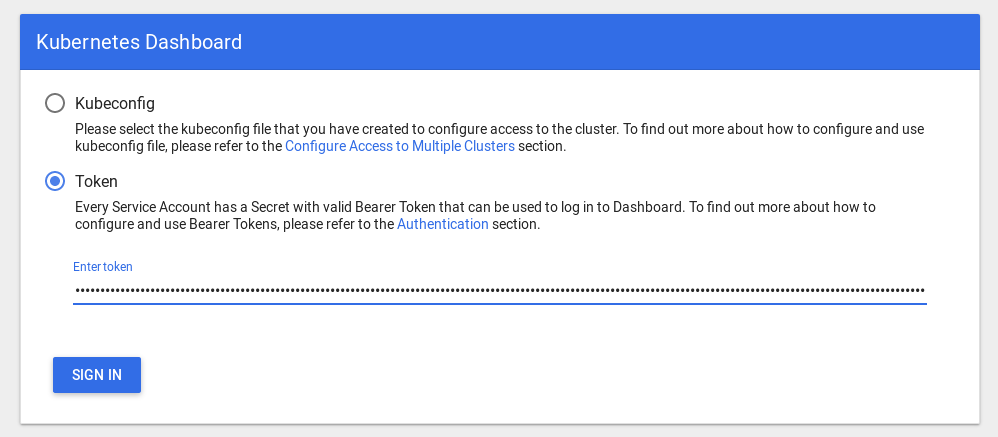 Kubernetes Dashboard
Kubeconfig
Please select the kubeconfig file that you have created to configure access to the cluster. To find out more about how to configure and use
kubeconfig file, please refer to the Configure Access to Multiple Clusters section.
Token
Every Service Account has a Secret with valid Bearer Token that can be used to log in to Dashboard. To find out more about how to
configure and use Bearer Tokens, please refer to the Authentication section.
Enter token
SIGN IN